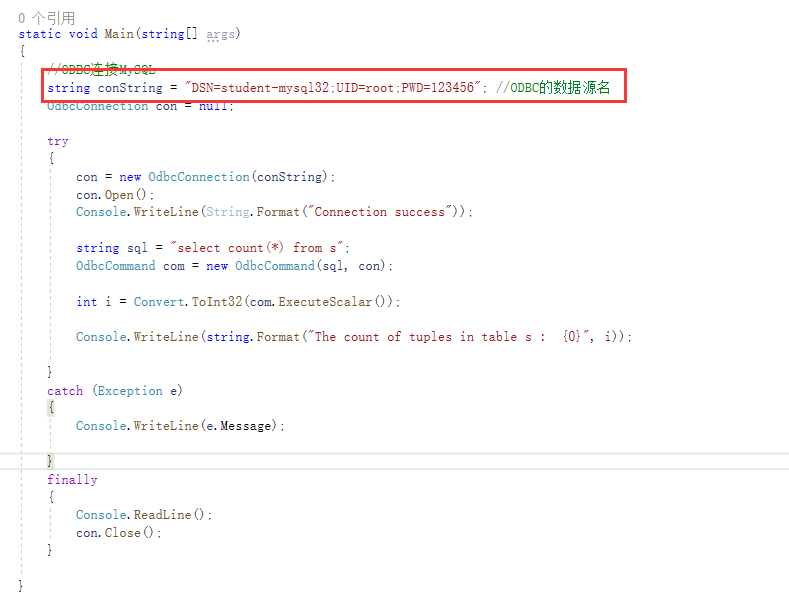 0 个引用
static void Main(string[] args)
{
//ODBC连接MySQL
string conString = "DSN=student-mysql32;UID=root;PWD=123456"; //ODBC的数据源名
OdbcConnection con = null;
try
{
con = new OdbcConnection(conString);
con.Open();
Console.WriteLine(String.Format("Connection success"));
string sql = "select count(*) from s";
OdbcCommand com = new OdbcCommand(sql, con);
int i = Convert.ToInt32(com.ExecuteScalar());
Console.WriteLine(string.Format("The count of tuples in table s :  {0}", i));
}
catch (Exception e)
{
Console.WriteLine(e.Message);
}
finally
{
Console.ReadLine();
con.Close();
}
}